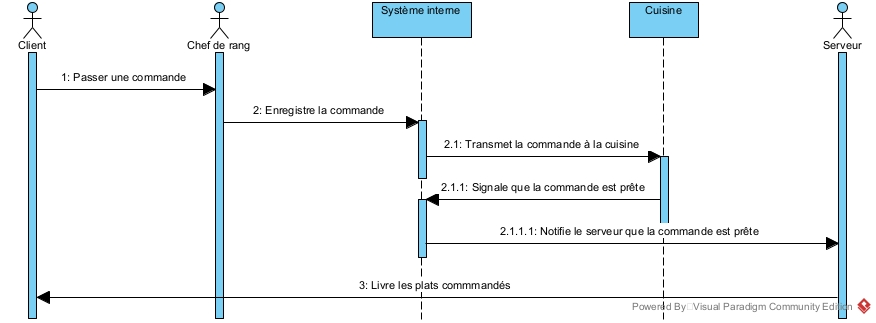 Client
Chef de rang
Système interne
Cuisine
Serveur
1: Passer une commande
2: Enregistre la commande
2.1: Transmet la commande à la cuisine
2.1.1: Signale que la commande est prête
2.1.1.1: Notifie le serveur que la commande est prête
3: Livre les plats commmandés
Powered By Visual Paradigm Community Edition